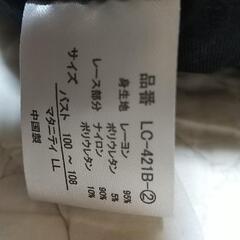 品番 LC-421B-②
身生地 レーヨン 95%
ポリウレタン 5%
レース部分 ナイロン 90%
ポリウレタン 10%
サイズ バスト 100～108
マタニティ LL
中国製